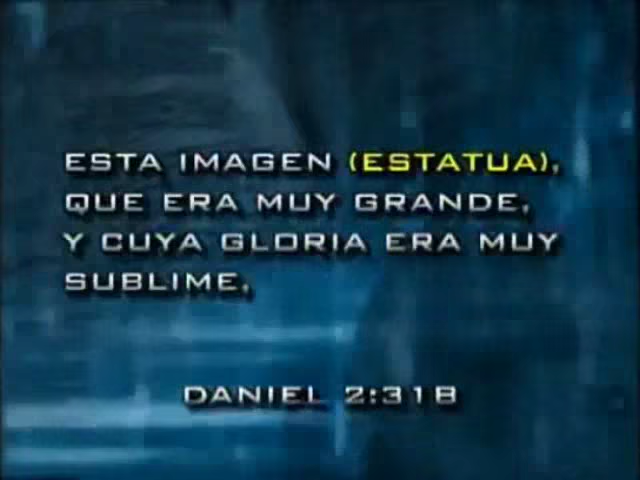 ESTA IMAGEN (ESTATUA),
QUE ERA MUY GRANDE,
Y CUYA GLORIA ERA MUY
SUBLIME,
DANIEL 2:31B